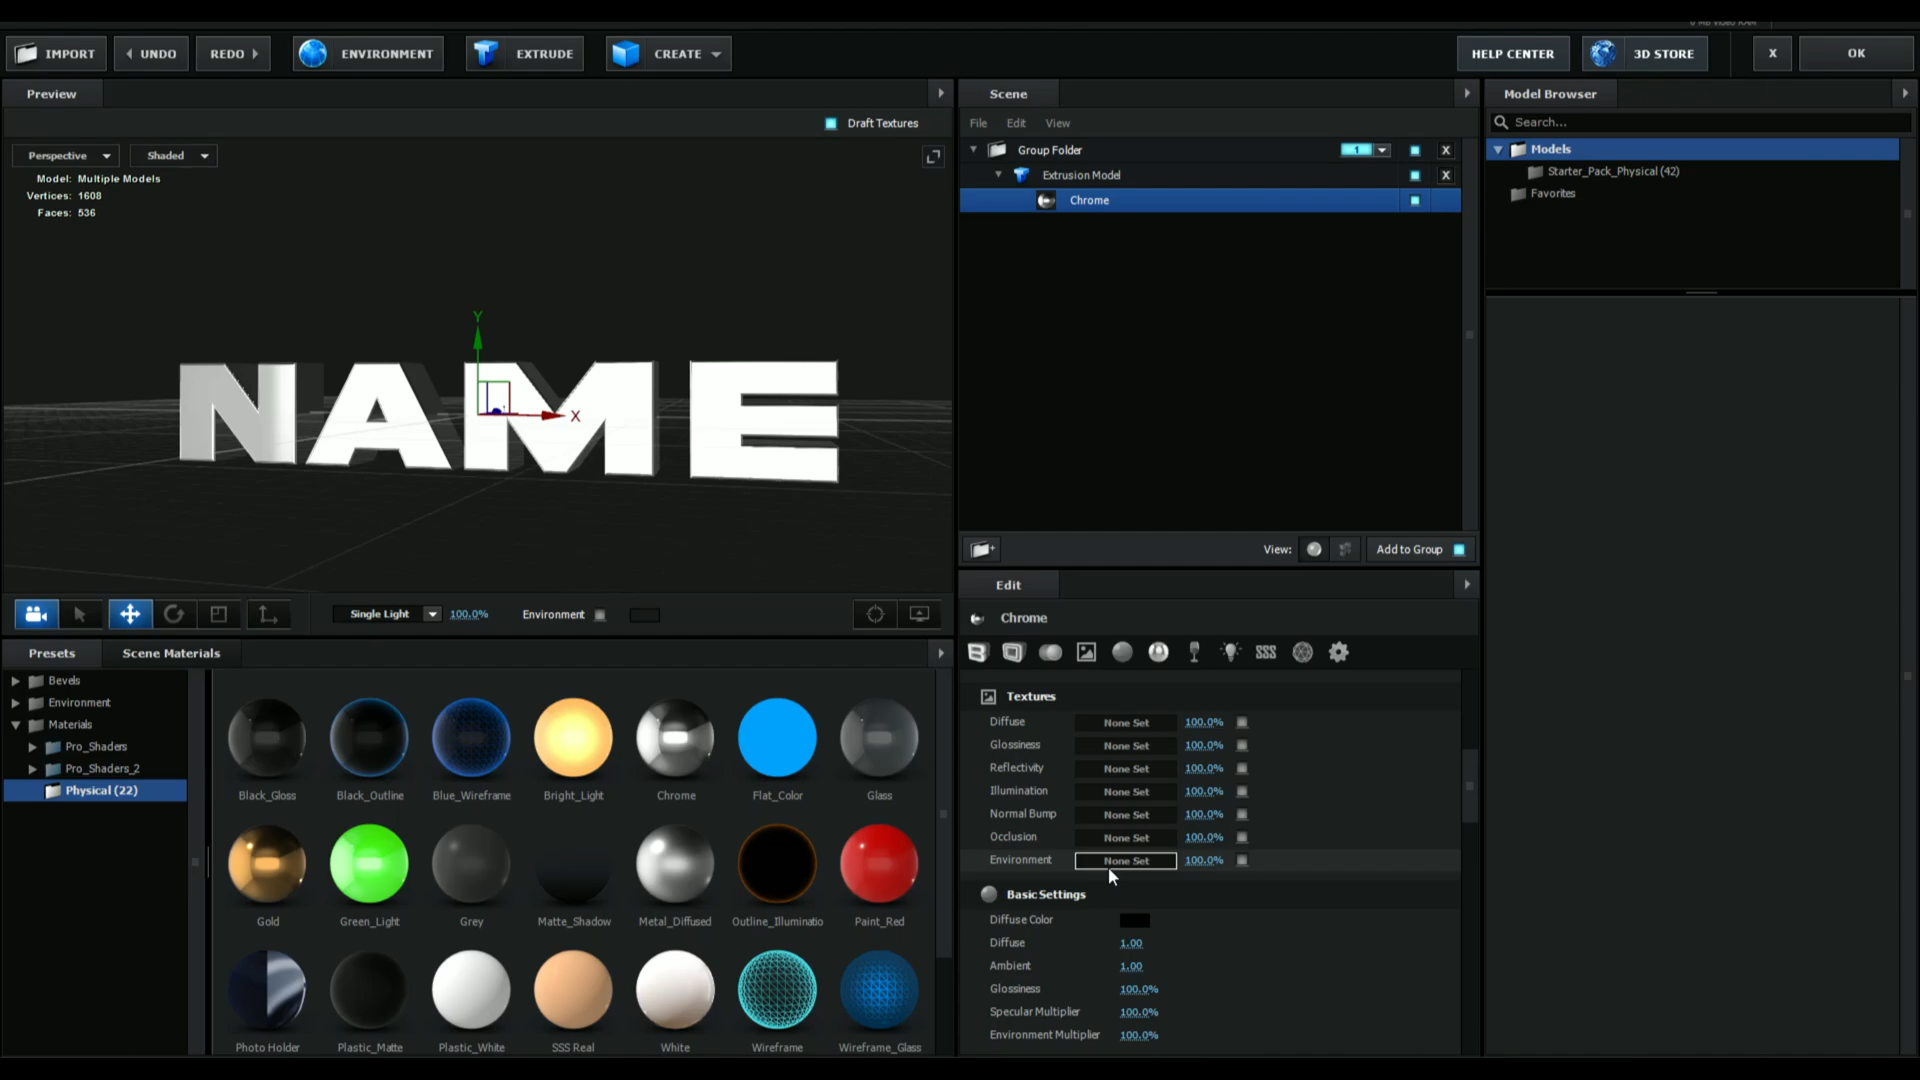 0 MB Video RAM
IMPORT UNDO REDO ENVIRONMENT EXTRUDE CREATE HELP CENTER 3D STORE X OK
Preview
Draft Textures
Perspective Shaded
Model: Multiple Models
Vertices: 1608
Faces: 536
Y
NAME
X
Single Light 100.0% Environment
Presets Scene Materials
Bevels
Environment
Materials
Pro_Shaders
Pro_Shaders_2
Physical (22)
Black_Gloss Black_Outline Blue_Wireframe Bright_Light Chrome Flat_Color Glass
Gold Green_Light Grey Matte_Shadow Metal_Diffused Outline_Illuminatio Paint_Red
Photo Holder Plastic_Matte Plastic_White SSS Real White Wireframe Wireframe_Glass
Scene
File Edit View
Group Folder 1 X
Extrusion Model X
Chrome
View: Add to Group
Edit
Chrome
SSS
Textures
Diffuse None Set 100.0%
Glossiness None Set 100.0%
Reflectivity None Set 100.0%
Illumination None Set 100.0%
Normal Bump None Set 100.0%
Occlusion None Set 100.0%
Environment None Set 100.0%
Basic Settings
Diffuse Color
Diffuse 1.00
Ambient 1.00
Glossiness 100.0%
Specular Multiplier 100.0%
Environment Multiplier 100.0%
Model Browser
Search...
Models
Starter_Pack_Physical (42)
Favorites